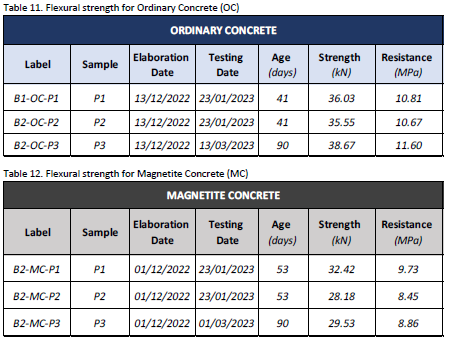 Table 11. Flexural strength for Ordinary Concrete (OC)
ORDINARY CONCRETE
Label Sample Elaboration Date Testing Date Age (days) Strength (kN) Resistance (MPa)
B1-OC-P1 P1 13/12/2022 23/01/2023 41 36.03 10.81
B2-OC-P2 P2 13/12/2022 23/01/2023 41 35.55 10.67
B2-OC-P3 P3 13/12/2022 13/03/2023 90 38.67 11.60
Table 12. Flexural strength for Magnetite Concrete (MC)
MAGNETITE CONCRETE
Label Sample Elaboration Date Testing Date Age (days) Strength (kN) Resistance (MPa)
B2-MC-P1 P1 01/12/2022 23/01/2023 53 32.42 9.73
B2-MC-P2 P2 01/12/2022 23/01/2023 53 28.18 8.45
B2-MC-P3 P3 01/12/2022 01/03/2023 90 29.53 8.86